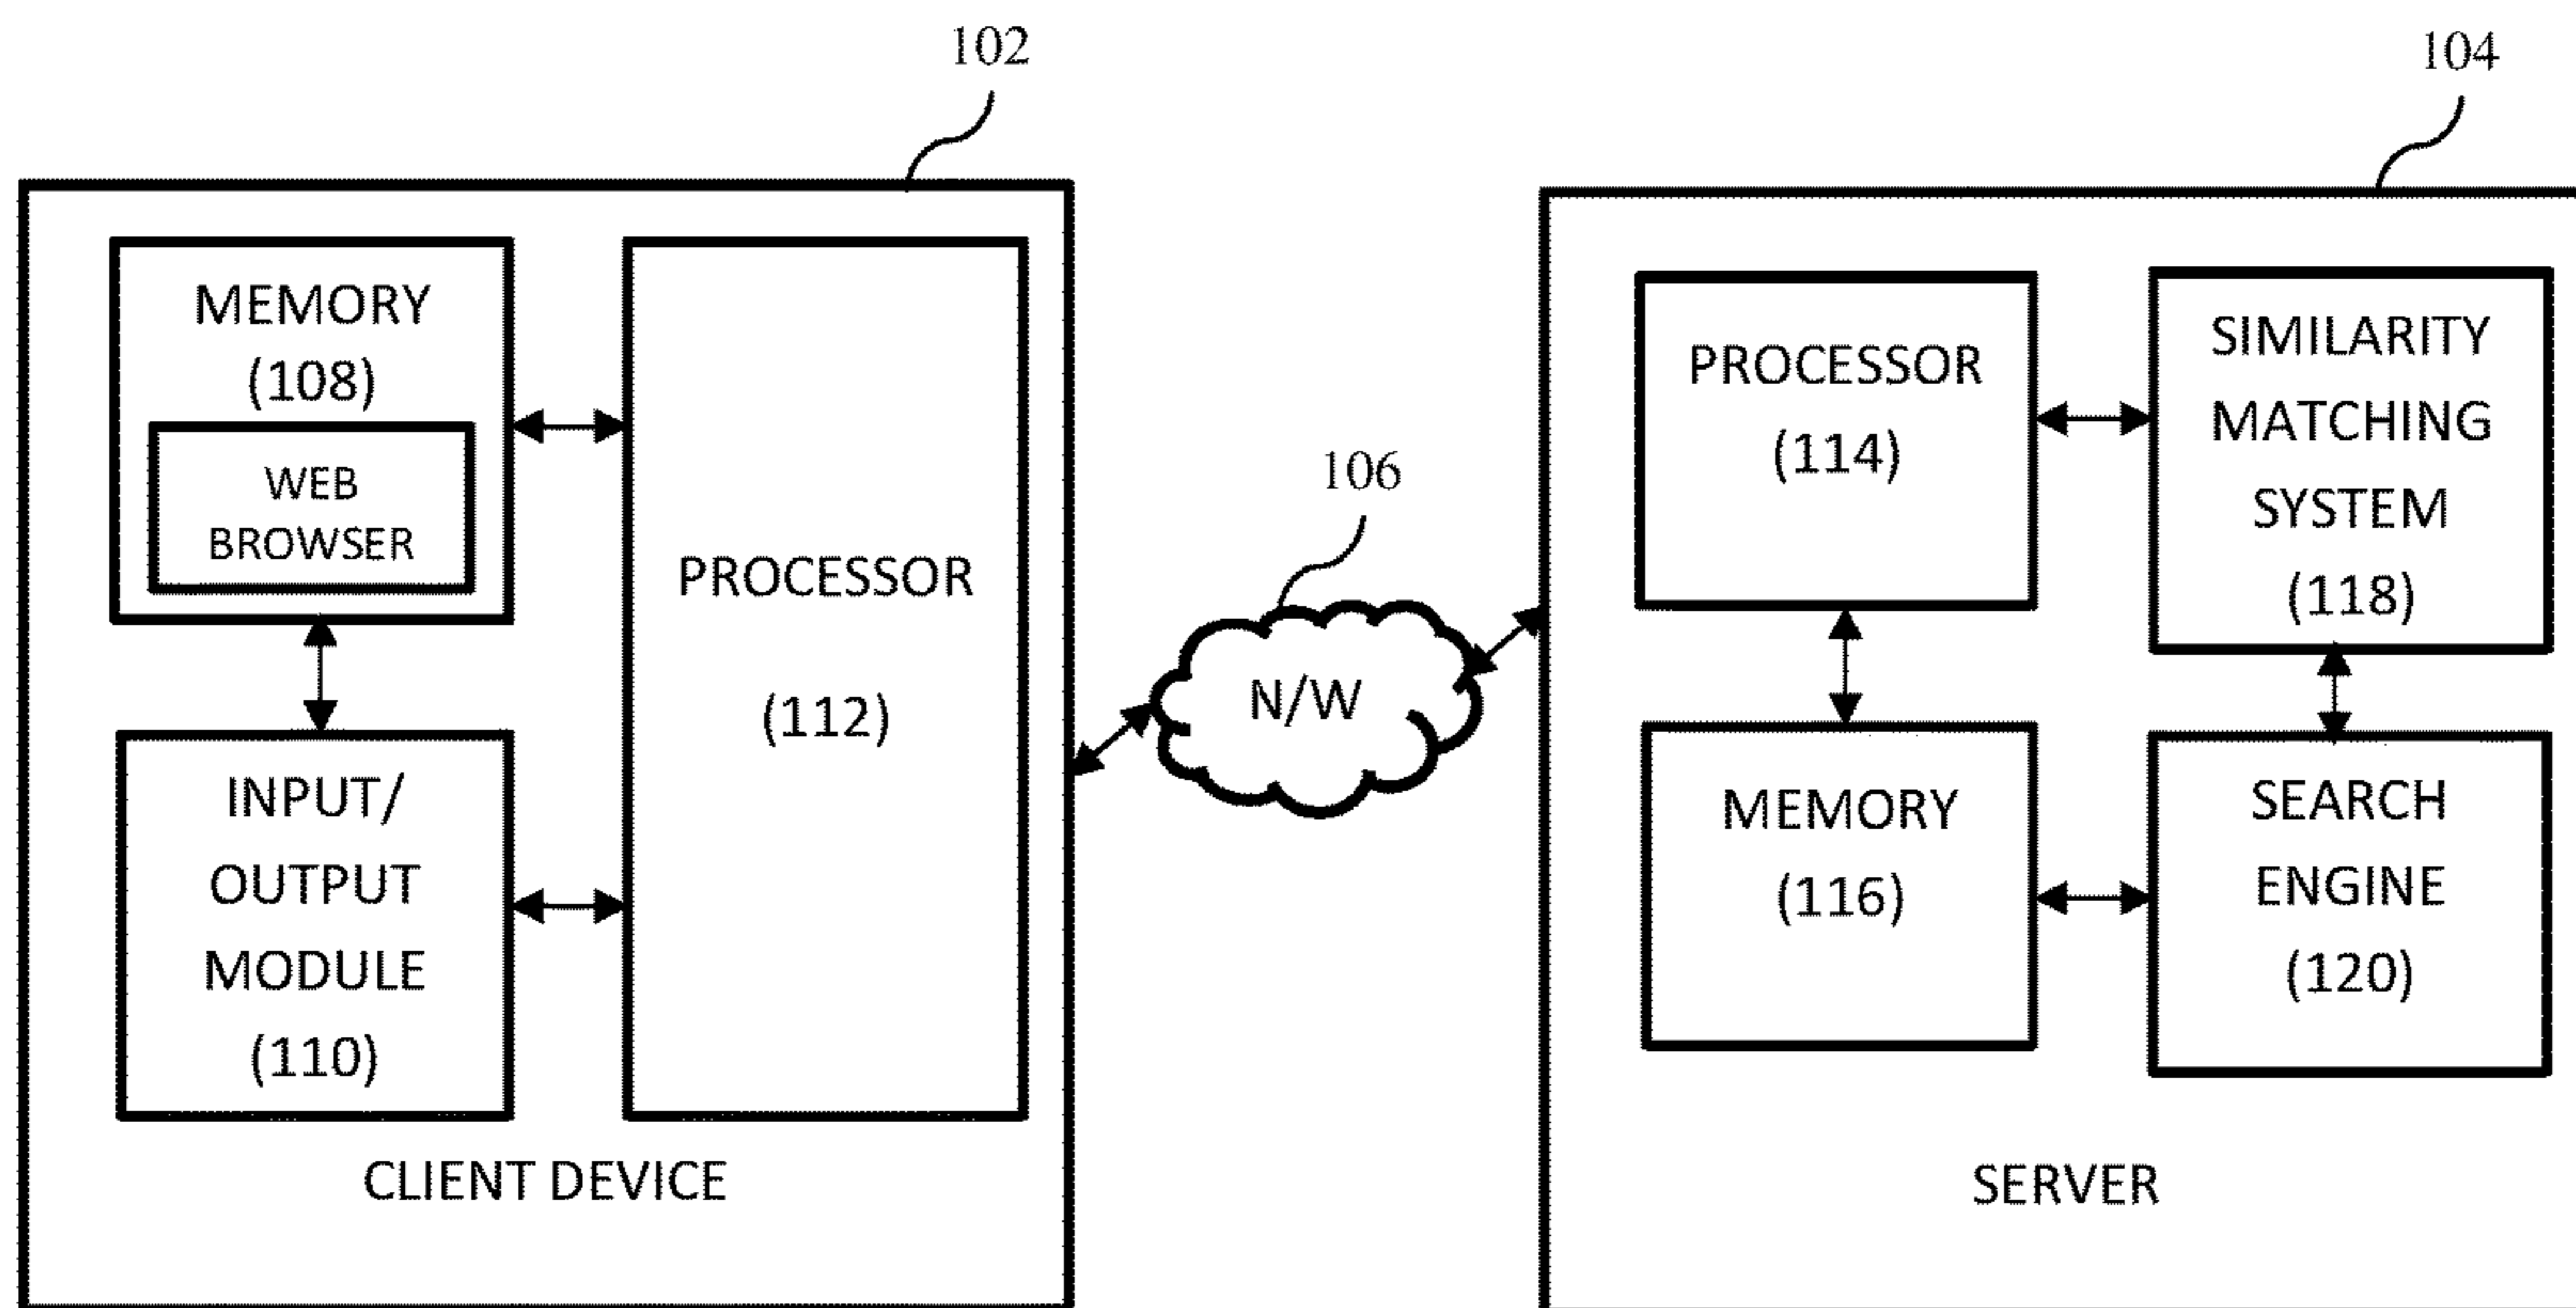 102
104
MEMORY
(108)
WEB
BROWSER
PROCESSOR
(112)
INPUT/
OUTPUT
MODULE
(110)
CLIENT DEVICE
106
N/W
PROCESSOR
(114)
SIMILARITY
MATCHING
SYSTEM
(118)
MEMORY
(116)
SEARCH
ENGINE
(120)
SERVER